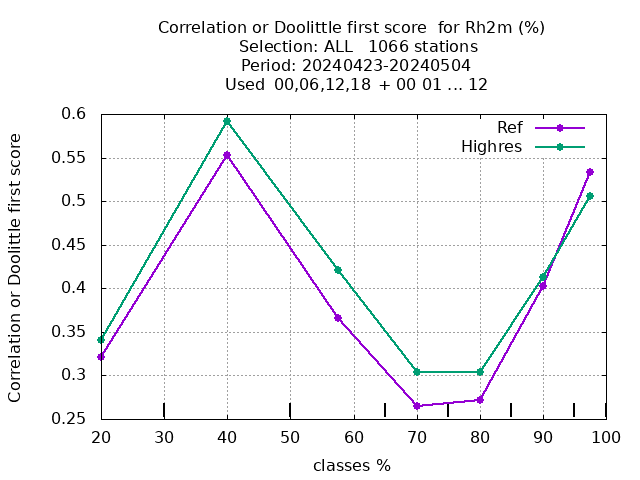 Correlation or Doolittle first score  for Rh2m (%)
Selection: ALL   1066 stations
Period: 20240423-20240504
Used  00,06,12,18 + 00 01 ... 12
Correlation or Doolittle first score
0.6
0.55
0.5
0.45
0.4
0.35
0.3
0.25
Ref
Highres
20 30 40 50 60 70 80 90 100
classes %